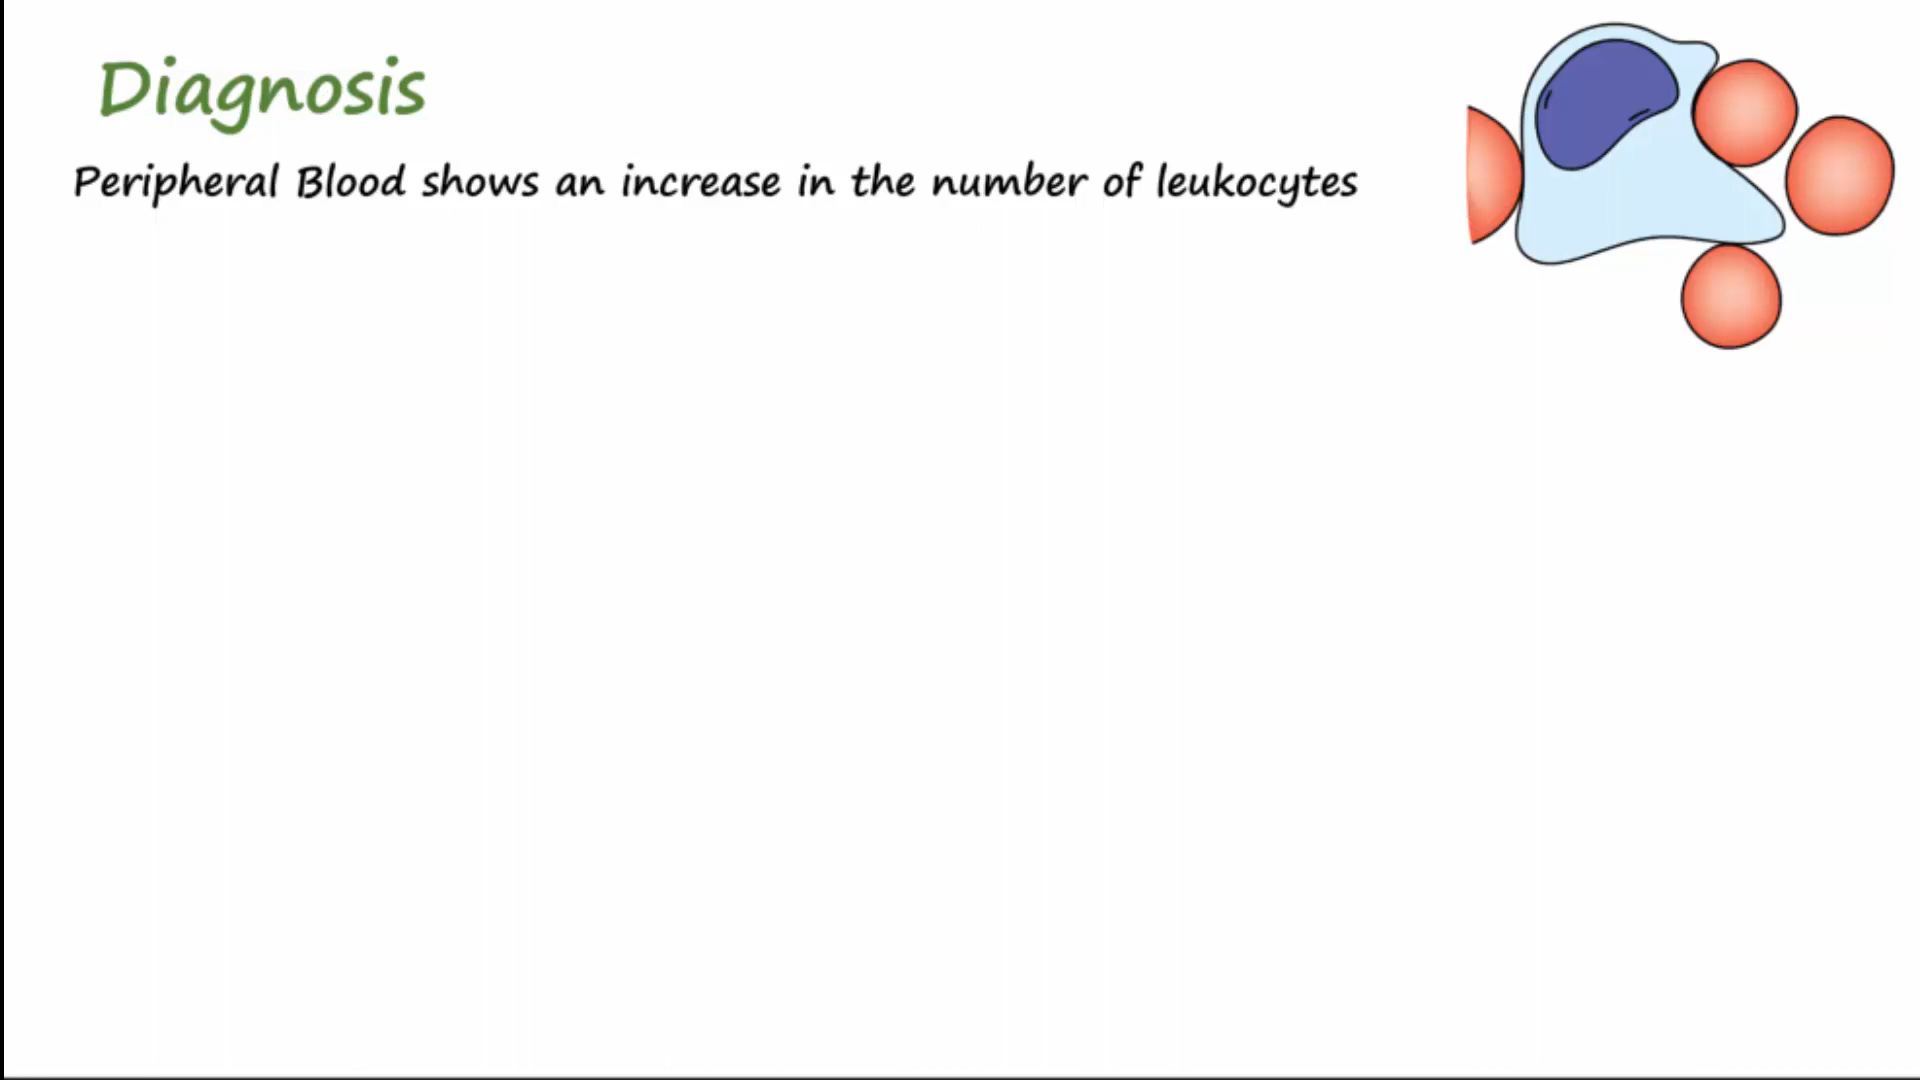 Diagnosis
Peripheral Blood shows an increase in the number of leukocytes